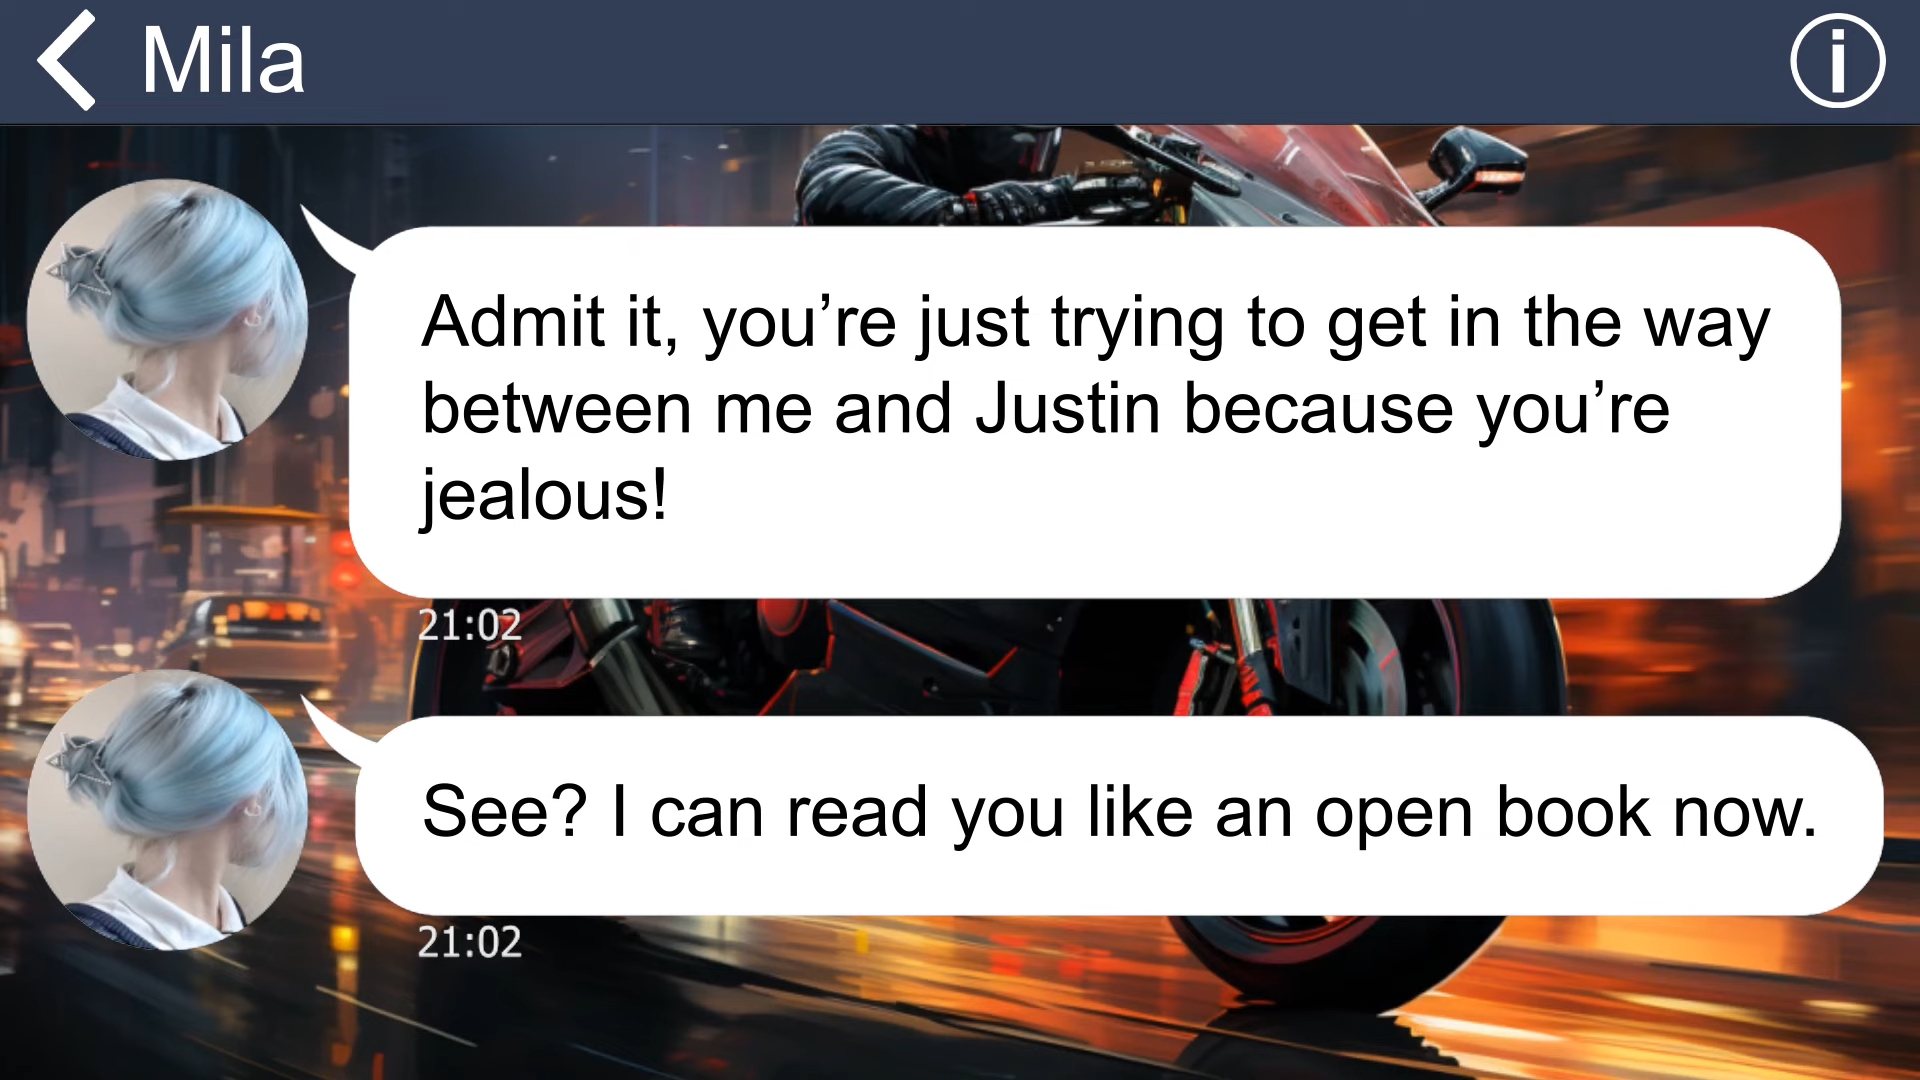 Mila
Admit it, you’re just trying to get in the way
between me and Justin because you’re
jealous!
21:02
See? I can read you like an open book now.
21:02